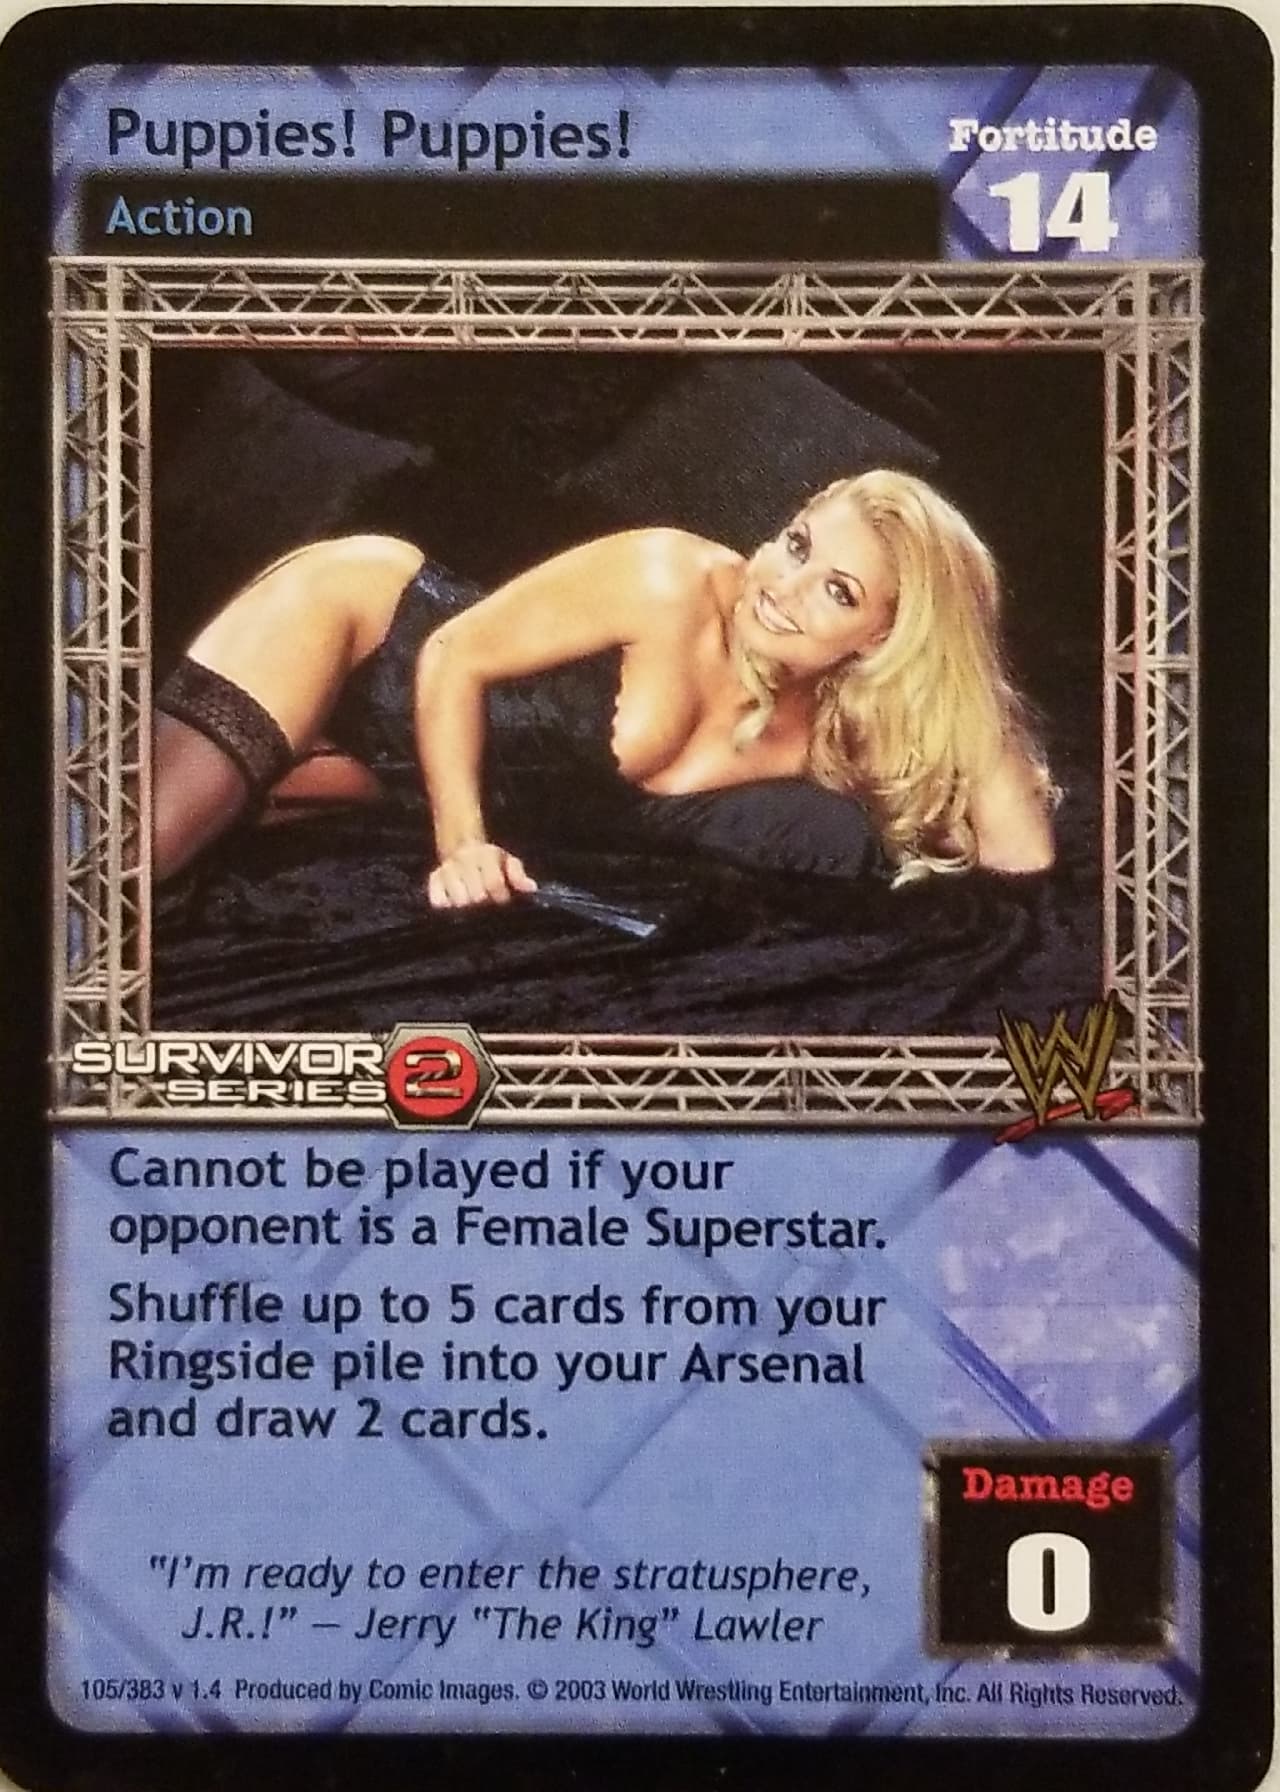 Puppies! Puppies!
Fortitude
14
Action
SURVIVOR
SERIES
2
W
Cannot be played if your
opponent is a Female Superstar.
Shuffle up to 5 cards from your
Ringside pile into your Arsenal
and draw 2 cards.
Damage
0
"I'm ready to enter the stratusphere,
J.R.!" – Jerry "The King" Lawler
105/383 v 1.4 Produced by Comic Images. © 2003 World Wrestling Entertainment, Inc. All Rights Reserved.